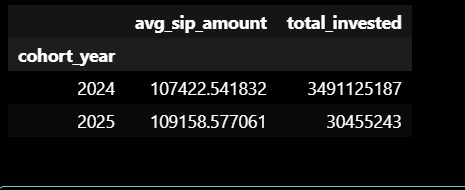 avg_sip_amount total_invested
cohort_year
2024 107422.541832 3491125187
2025 109158.577061 30455243